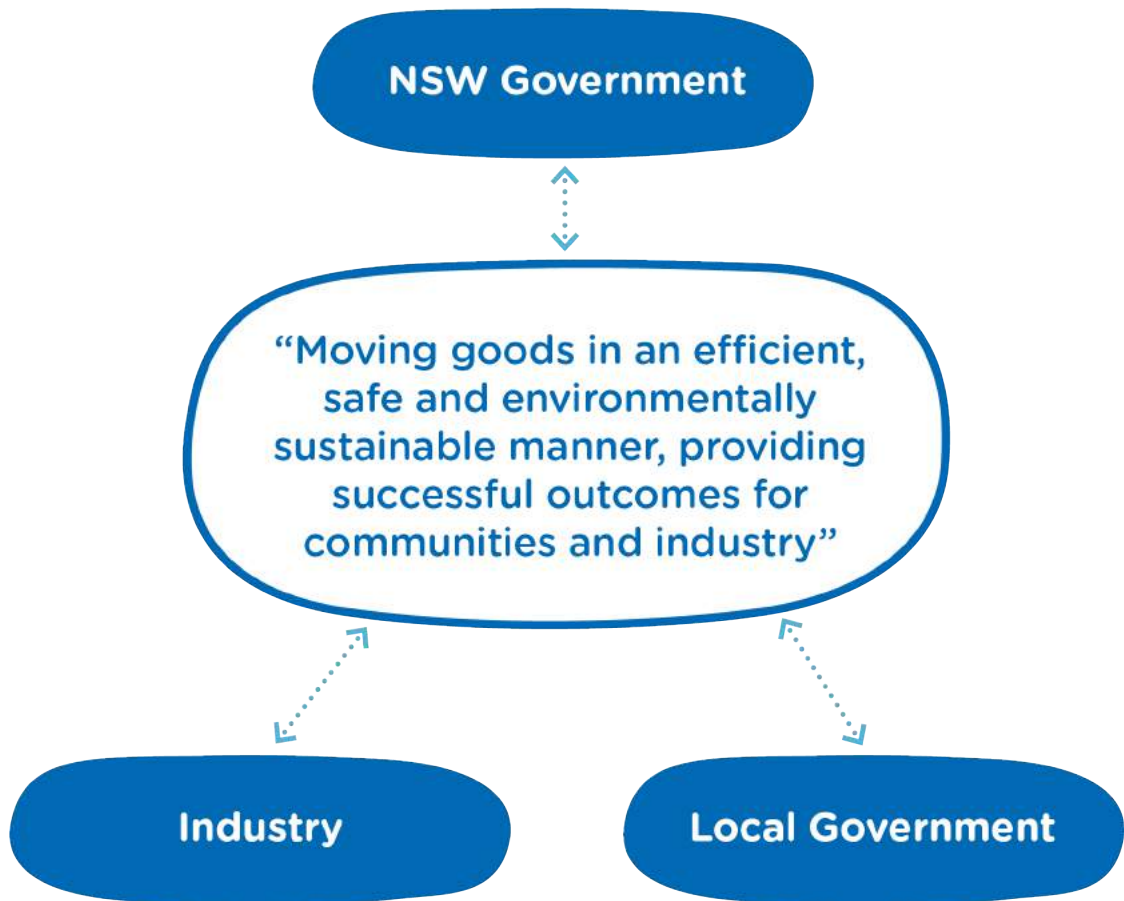 NSW Government
“Moving goods in an efficient,
safe and environmentally
sustainable manner, providing
successful outcomes for
communities and industry”
Industry
Local Government